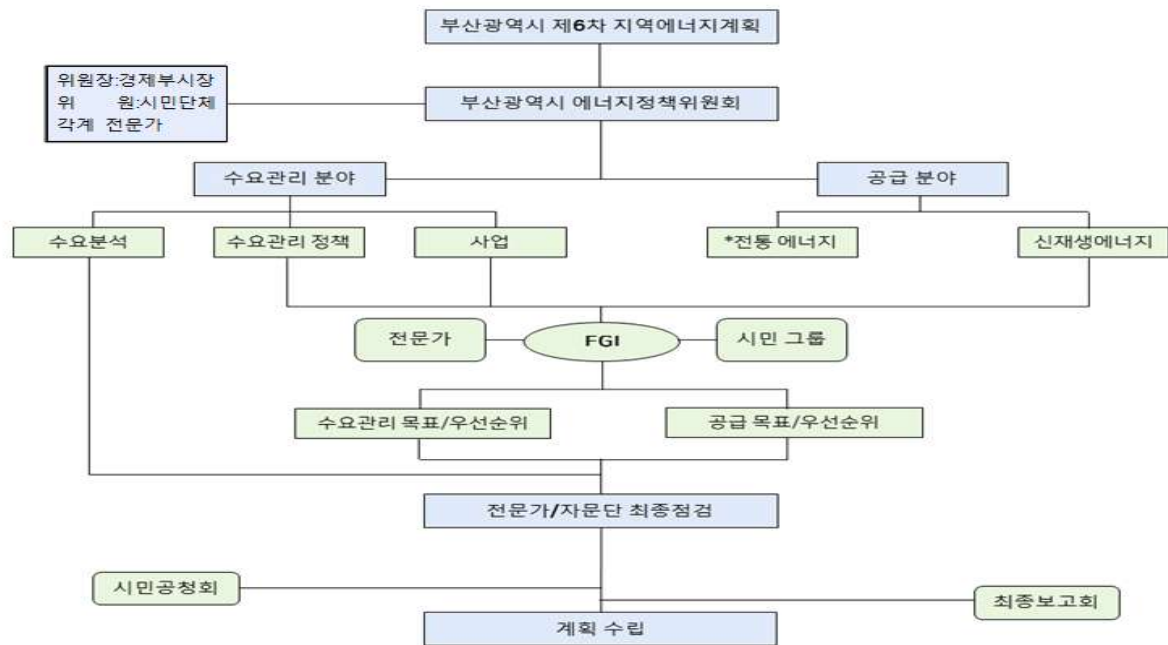 부산광역시 제6차 지역에너지계획
위원장:경제부시장
위 원:시민단체
각계 전문가
부산광역시 에너지정책위원회
수요관리 분야
공급 분야
수요분석
수요관리 정책
사업
*전통 에너지
신재생에너지
전문가
FGI
시민 그룹
수요관리 목표/우선순위
공급 목표/우선순위
전문가/자문단 최종점검
시민공청회
최종보고회
계획 수립